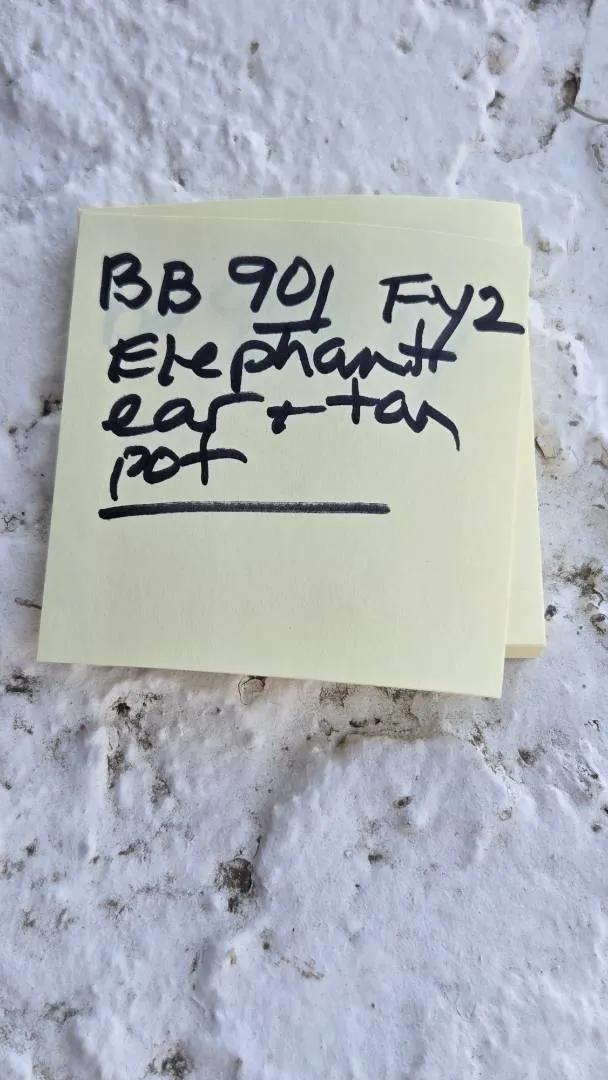 BB 901 Fy2
Elephant
ear + tan
pot